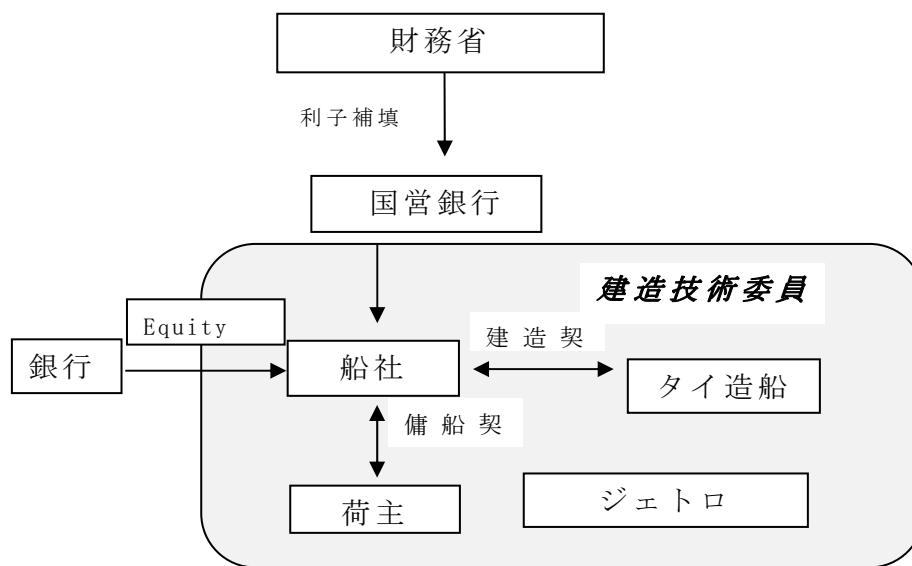 財務省
利子補填
国営銀行
建造技術委員
Equity
建造契
銀行
船社
タイ造船
傭船契
荷主
ジェトロ